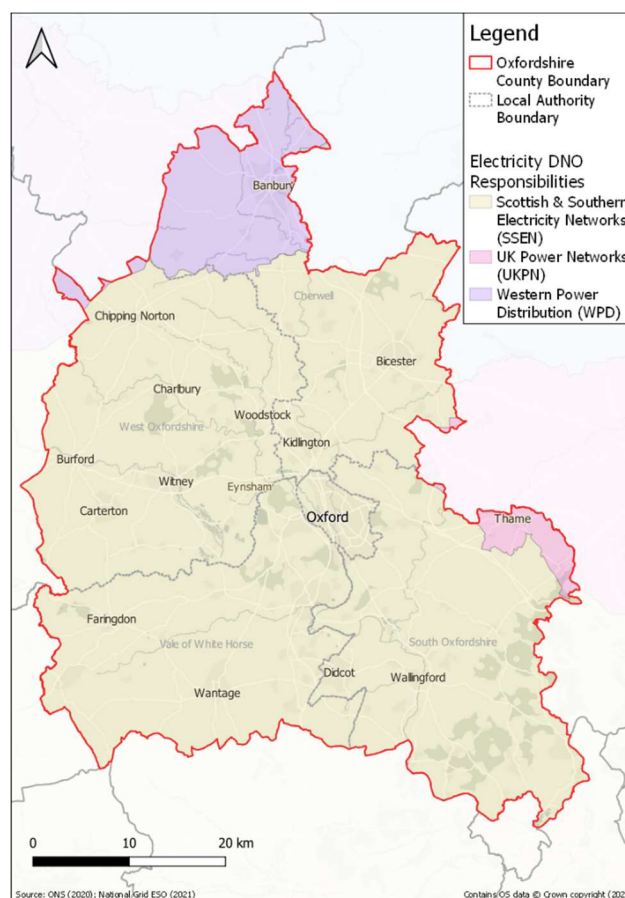 Legend
Oxfordshire
County Boundary
Local Authority
Boundary
Electricity DNO
Responsibilities
Scottish & Southern
Electricity Networks
(SSEN)
UK Power Networks
(UKPN)
Western Power
Distribution (WPD)
Banbury
Cherwell
Chipping Norton
Bicester
Charlbury
Woodstock
West Oxfordshire
Kidlington
Burford
Witney
Eynsham
Carterton
Oxford
Thame
Faringdon
Vale of White Horse
South Oxfordshire
Didcot
Wallingford
Wantage
0 10 20 km
Source: ONS (2020); National Grid ESO (2021)
Contains OS data © Crown copyright (202